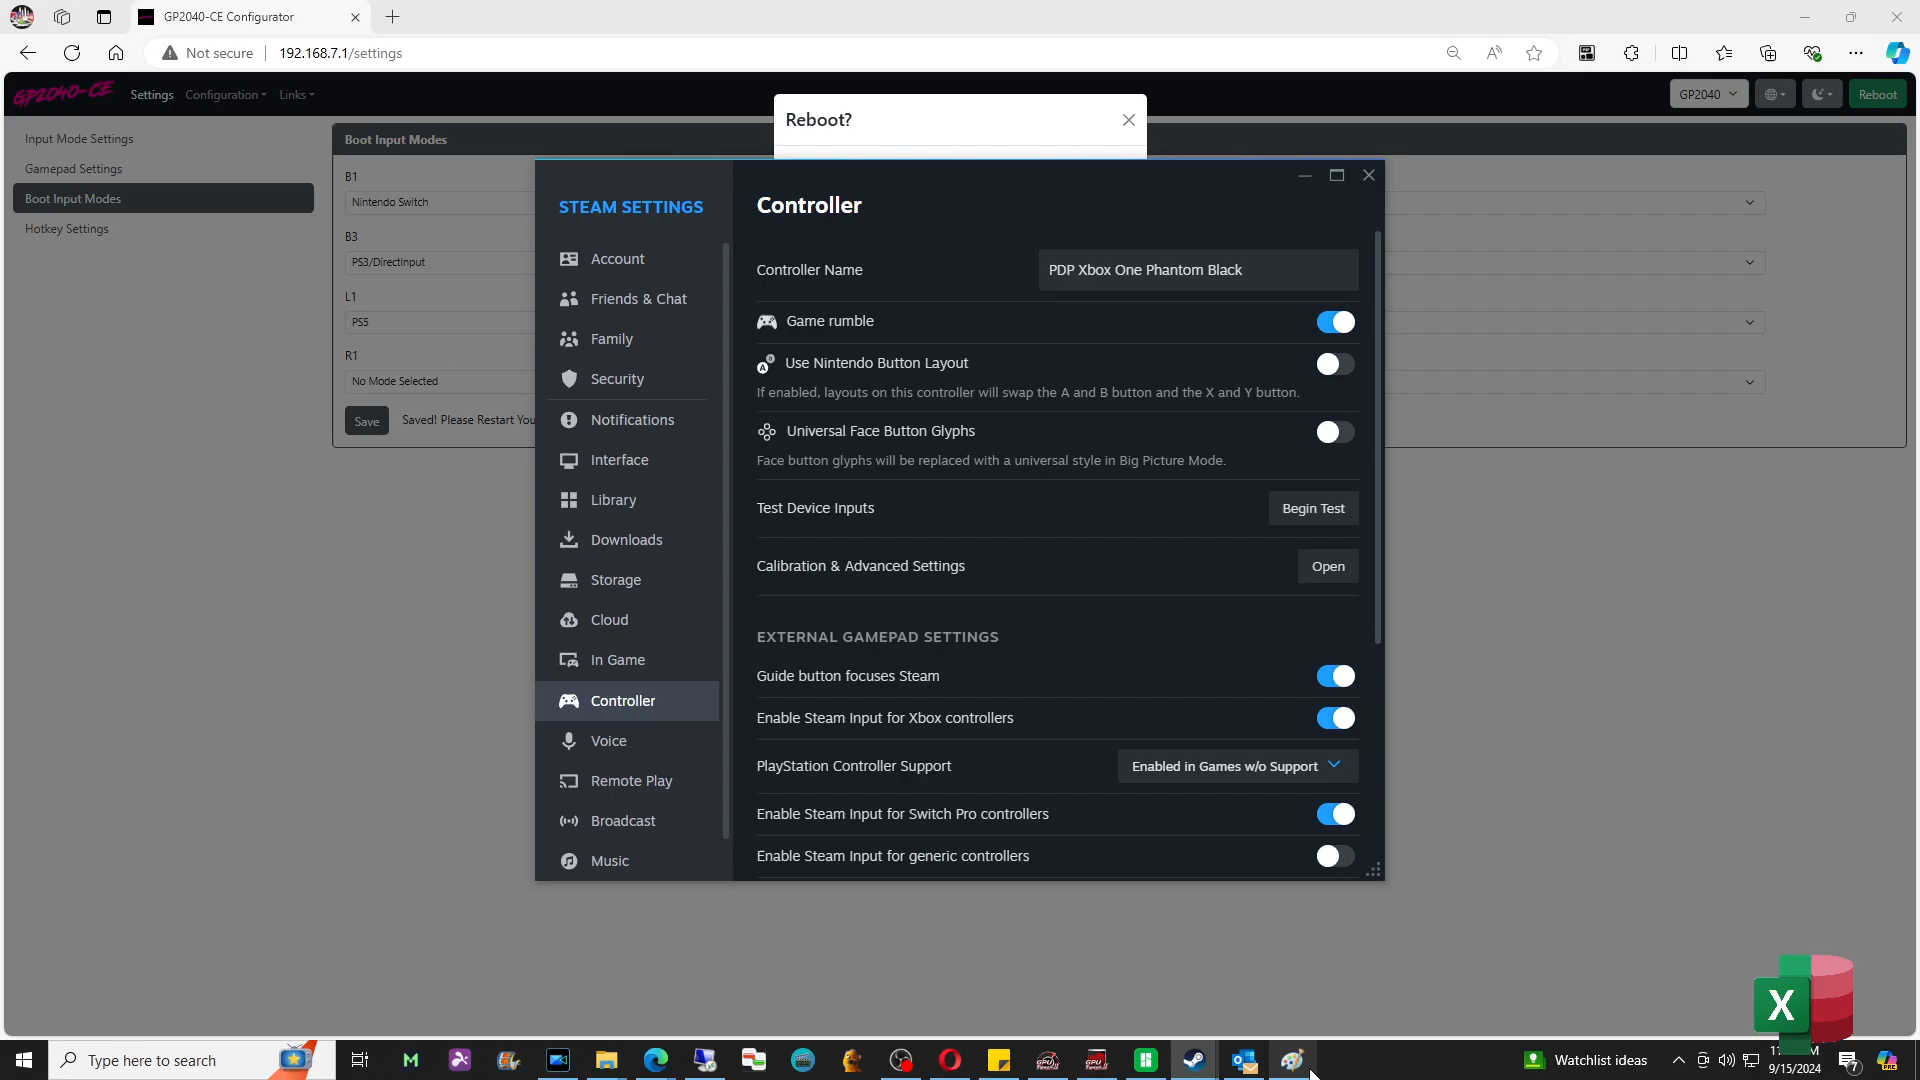 GP2040-CE Configurator
Not secure
192.168.7.1/settings
GP2040-CE
Settings
Configuration
Links
GP2040
Reboot
Input Mode Settings
Gamepad Settings
Boot Input Modes
Hotkey Settings
Boot Input Modes
B1
Nintendo Switch
B3
PS3/DirectInput
L1
PS5
R1
No Mode Selected
Save
Saved! Please Restart You
Reboot?
STEAM SETTINGS
Account
Friends & Chat
Family
Security
Notifications
Interface
Library
Downloads
Storage
Cloud
In Game
Controller
Voice
Remote Play
Broadcast
Music
Controller
Controller Name
PDP Xbox One Phantom Black
Game rumble
Use Nintendo Button Layout
If enabled, layouts on this controller will swap the A and B button and the X and Y button.
Universal Face Button Glyphs
Face button glyphs will be replaced with a universal style in Big Picture Mode.
Test Device Inputs
Begin Test
Calibration & Advanced Settings
Open
EXTERNAL GAMEPAD SETTINGS
Guide button focuses Steam
Enable Steam Input for Xbox controllers
PlayStation Controller Support
Enabled in Games w/o Support
Enable Steam Input for Switch Pro controllers
Enable Steam Input for generic controllers
X
Type here to search
Watchlist ideas
9/15/2024
7